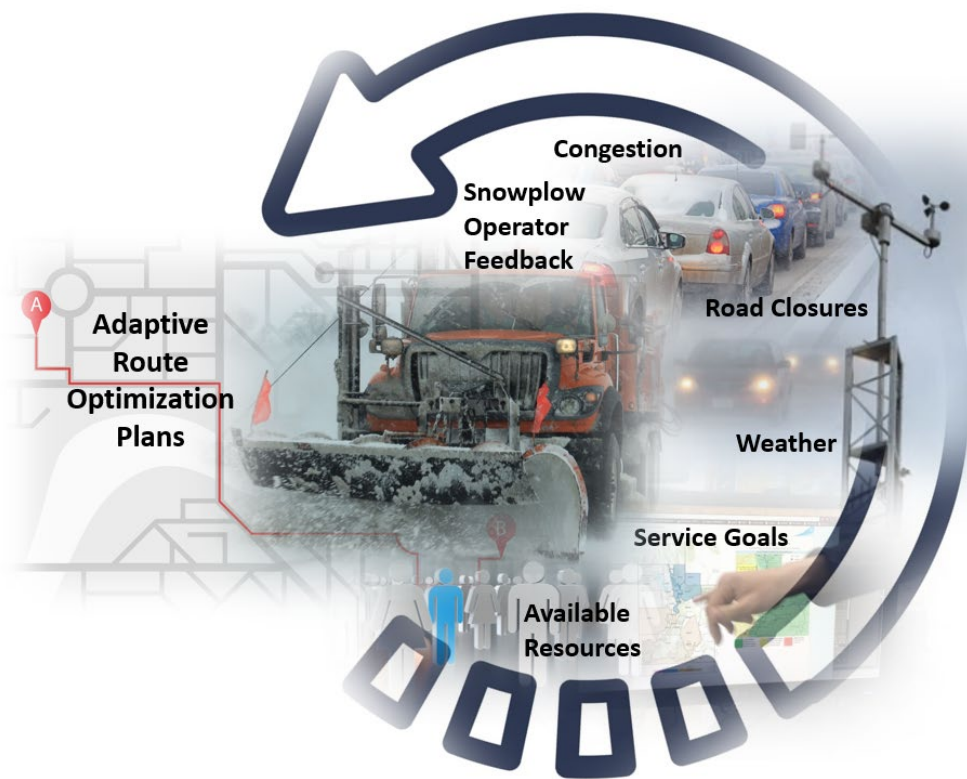 Congestion
Snowplow
Operator
Feedback
Road Closures
A
Adaptive
Route
Optimization
Plans
Weather
B
Service Goals
Available
Resources